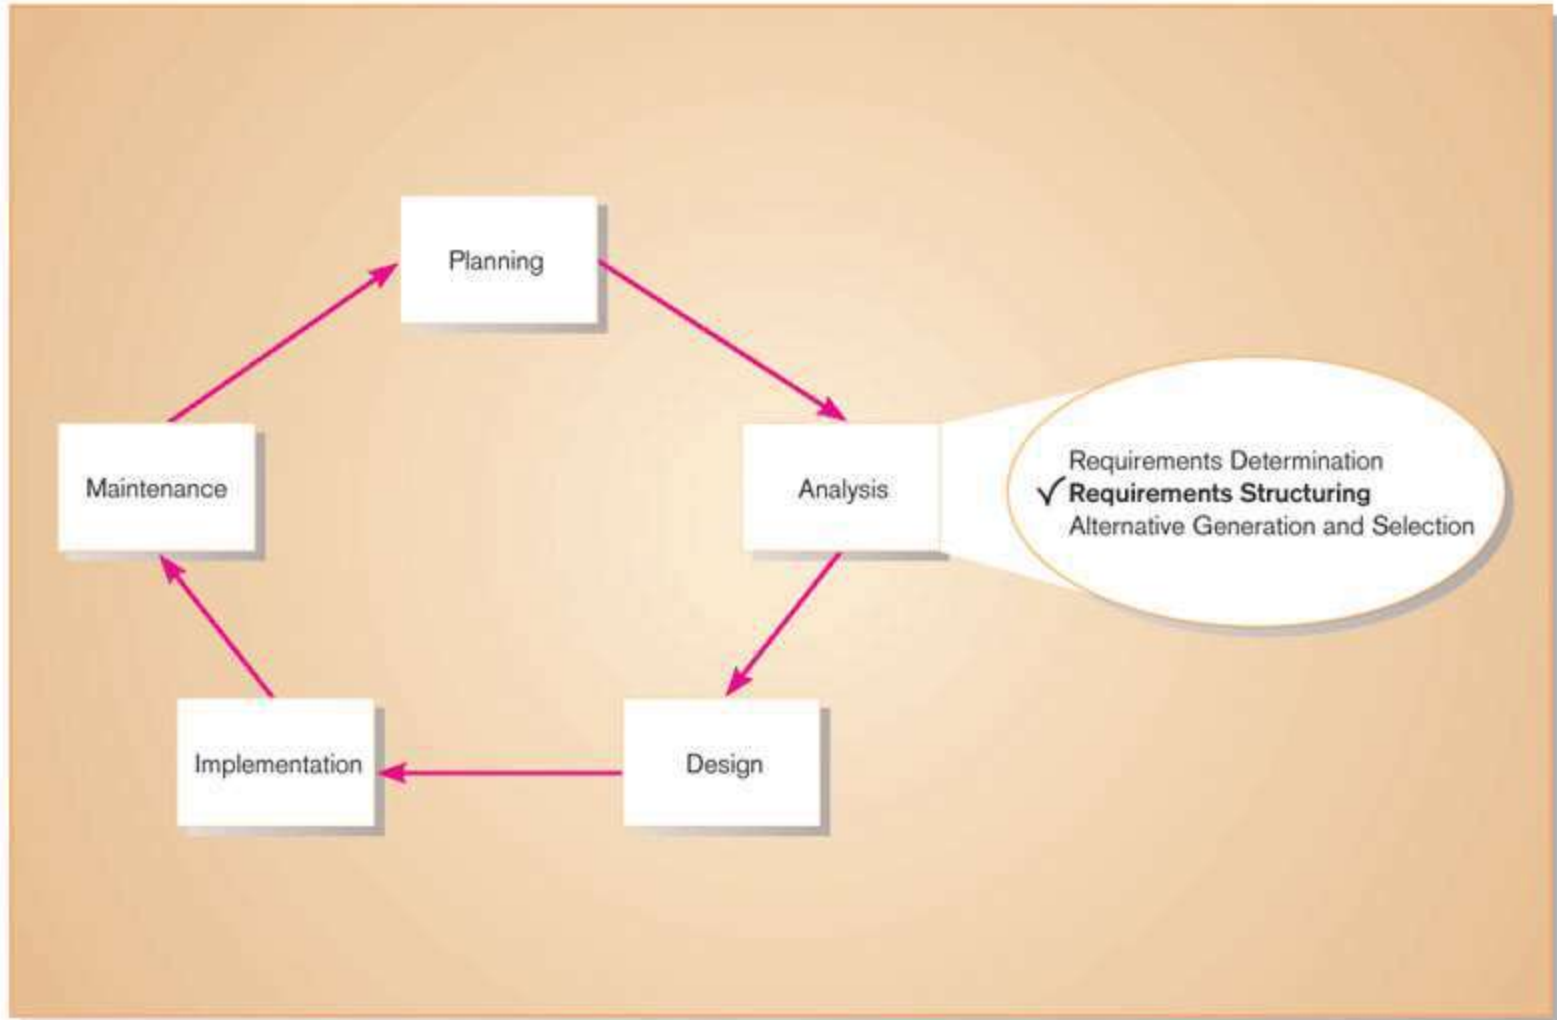 Planning
Maintenance
Analysis
Requirements Determination
✓Requirements Structuring
Alternative Generation and Selection
Implementation
Design